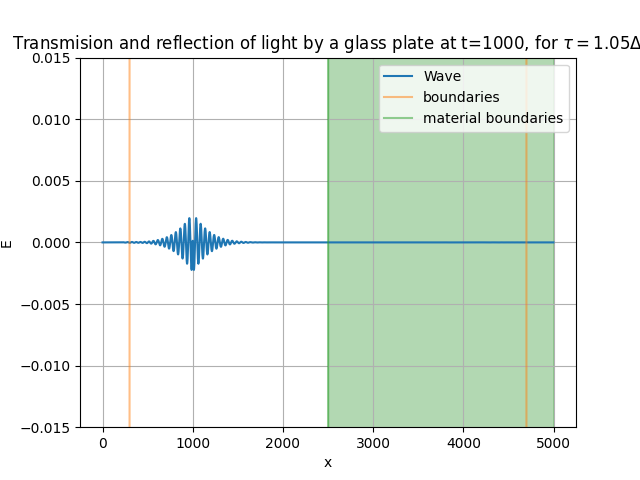 Transmision and reflection of light by a glass plate at t=1000, for τ = 1.05Δ
0.015
0.010
0.005
0.000
−0.005
−0.010
−0.015
E
Wave
boundaries
material boundaries
0 1000 2000 3000 4000 5000
x